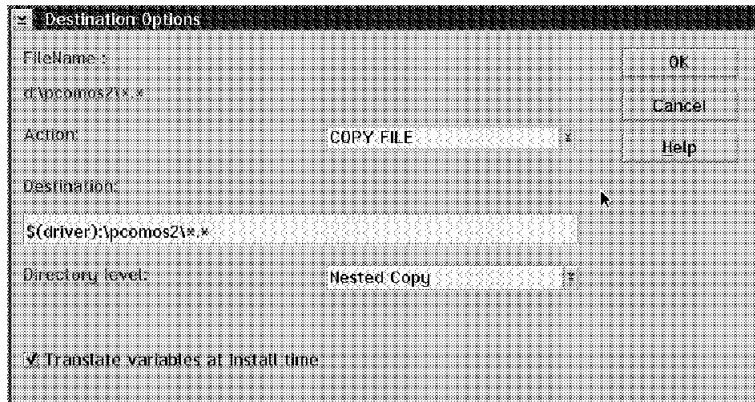 Destination Options
FileName :
d:\pcomos2\*.*
Action:
COPY FILE
Destination:
$(driver):\pcomos2\*.*
Directory level:
Nested Copy
Translate variables at install time
OK
Cancel
Help